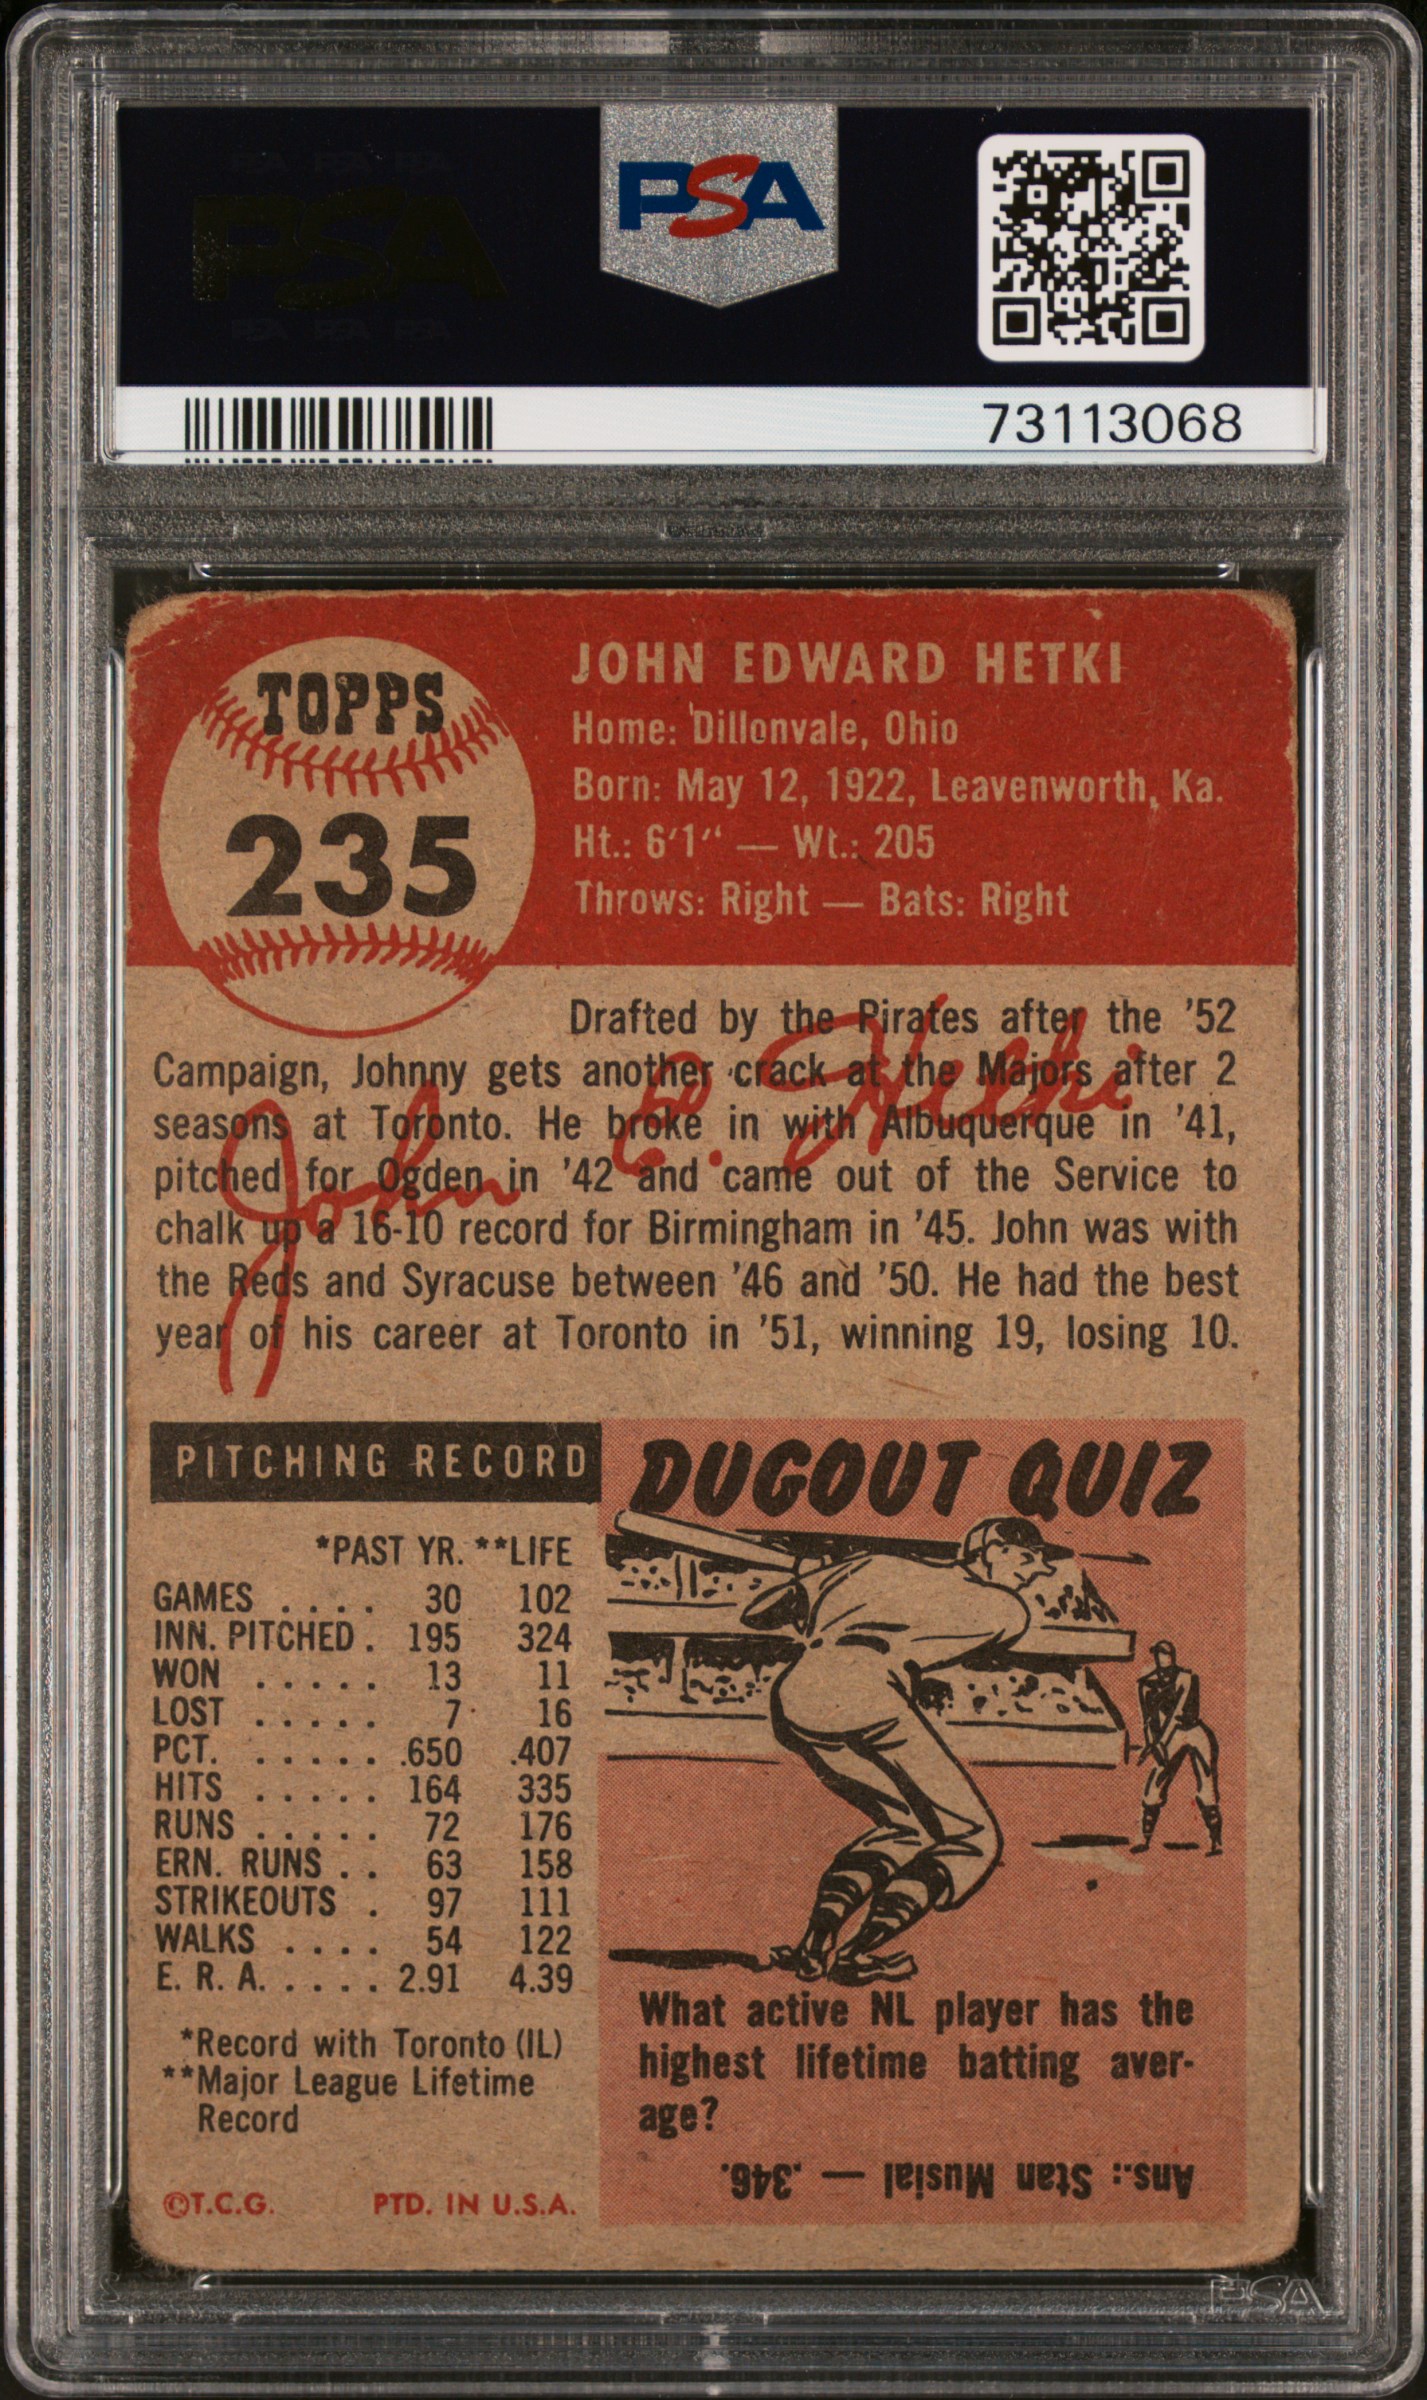 PSA
PSA
73113068
TOPPS
235
JOHN EDWARD HETKI
Home: Dillonvale, Ohio
Born: May 12, 1922, Leavenworth, Ka.
Ht.: 6'1" — Wt.: 205
Throws: Right — Bats: Right
Drafted by the Pirates after the '52
Campaign, Johnny gets another crack at the Majors after 2
seasons at Toronto. He broke in with Albuquerque in '41,
pitched for Ogden in '42 and came out of the Service to
chalk up a 16-10 record for Birmingham in '45. John was with
the Reds and Syracuse between '46 and '50. He had the best
year of his career at Toronto in '51, winning 19, losing 10.
John E. Hetki
PITCHING RECORD
*PAST YR. **LIFE
GAMES . . . . 30 102
INN. PITCHED . 195 324
WON . . . . . 13 11
LOST . . . . . 7 16
PCT. . . . . . .650 .407
HITS . . . . . 164 335
RUNS . . . . . 72 176
ERN. RUNS . . 63 158
STRIKEOUTS . 97 111
WALKS . . . . 54 122
E. R. A. . . . . 2.91 4.39
*Record with Toronto (IL)
**Major League Lifetime
Record
©T.C.G. PTD. IN U.S.A.
DUGOUT QUIZ
What active NL player has the
highest lifetime batting aver-
age?
Ans.: Stan Musial — .346.
PSA